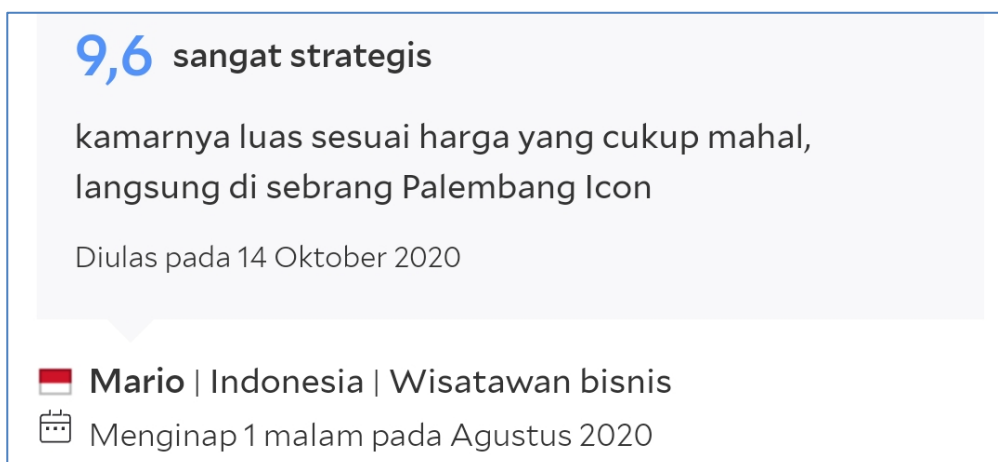 9,6 sangat strategis
kamarnya luas sesuai harga yang cukup mahal,
langsung di sebrang Palembang Icon
Diulas pada 14 Oktober 2020
Mario | Indonesia | Wisatawan bisnis
Menginap 1 malam pada Agustus 2020